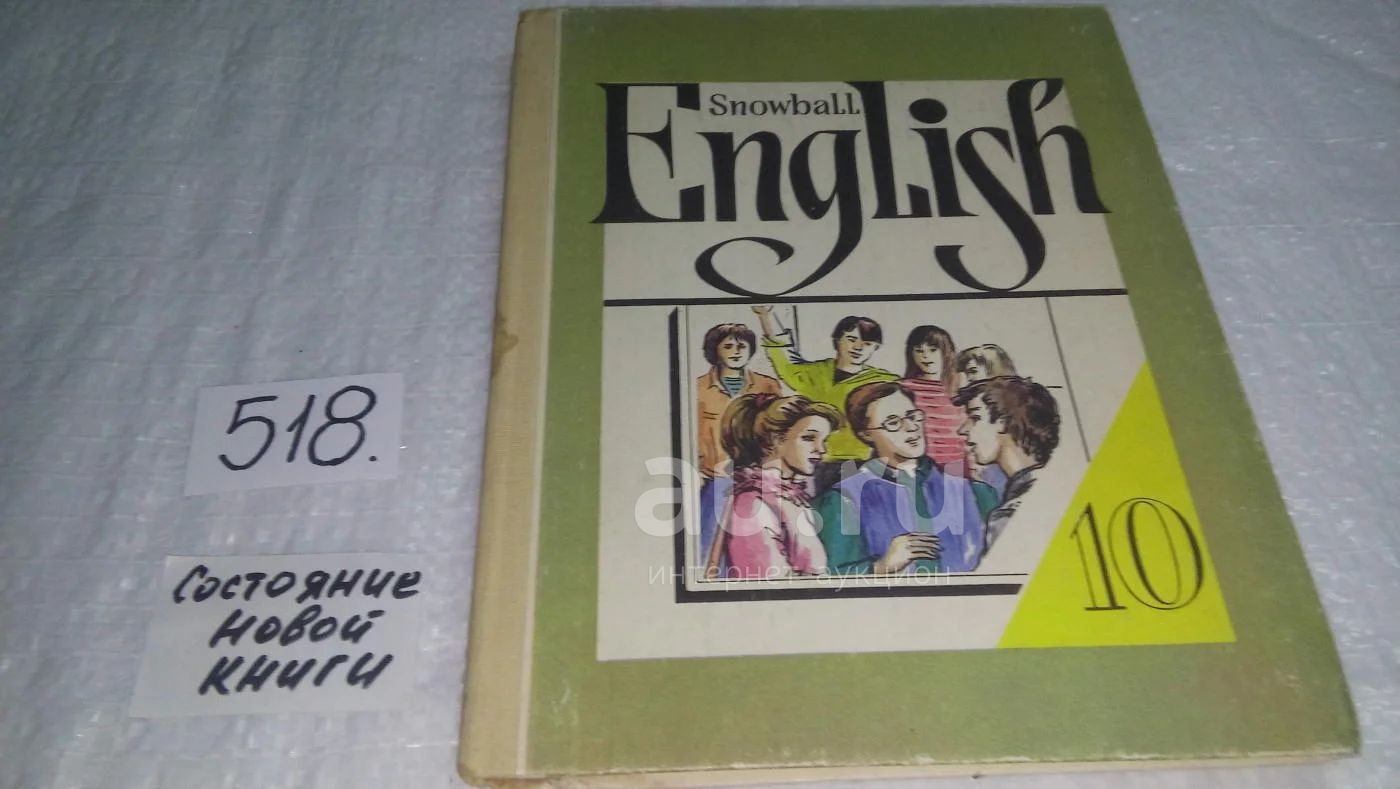 Snowball
English
518.
Состояние
новой
книги
au.ru
интернет аукцион
10